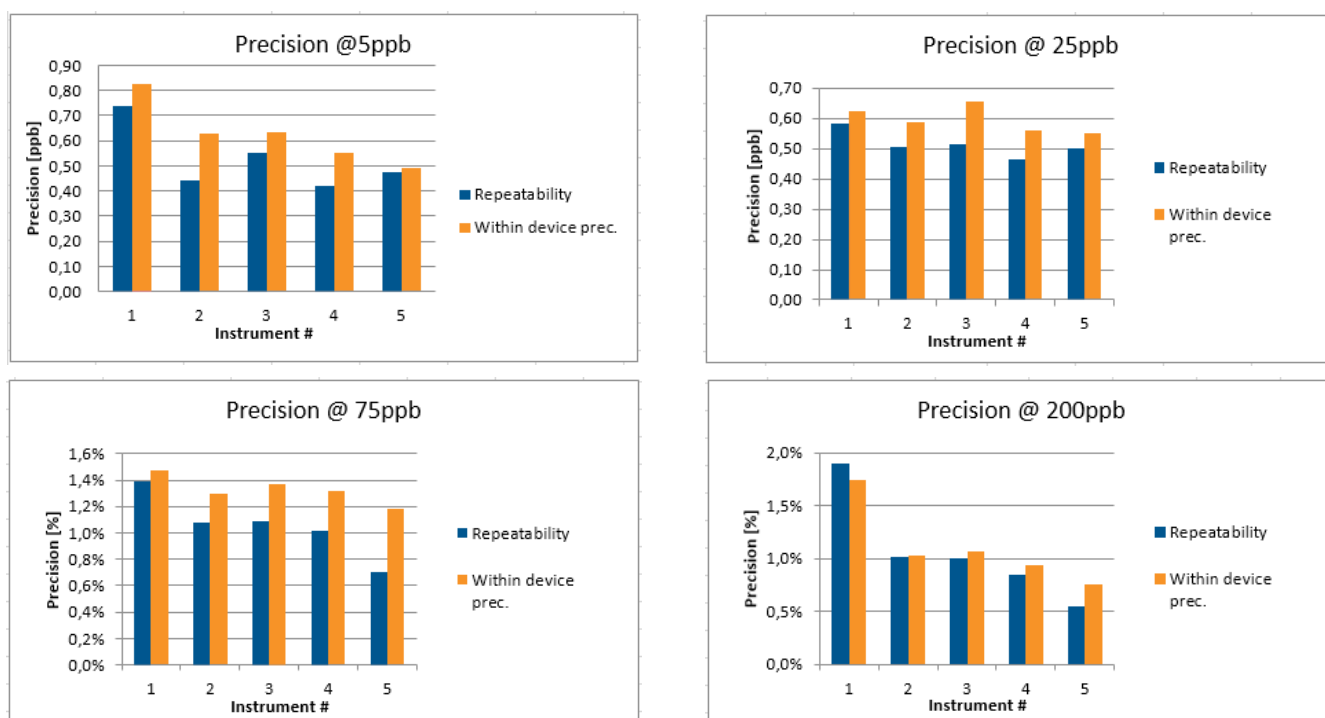 Precision @5ppb
0,90
0,80
0,70
0,60
0,50
0,40
0,30
0,20
0,10
0,00
Precision [ppb]
1 2 3 4 5
Instrument #
Repeatability
Within device prec.
Precision @ 25ppb
0,70
0,60
0,50
0,40
0,30
0,20
0,10
0,00
Precision [ppb]
1 2 3 4 5
Instrument #
Repeatability
Within device
prec.
Precision @ 75ppb
1,6%
1,4%
1,2%
1,0%
0,8%
0,6%
0,4%
0,2%
0,0%
Precision [%]
1 2 3 4 5
Instrument #
Repeatability
Within device
prec.
Precision @ 200ppb
2,0%
1,5%
1,0%
0,5%
0,0%
Precision [%]
1 2 3 4 5
Instrument #
Repeatability
Within device
prec.